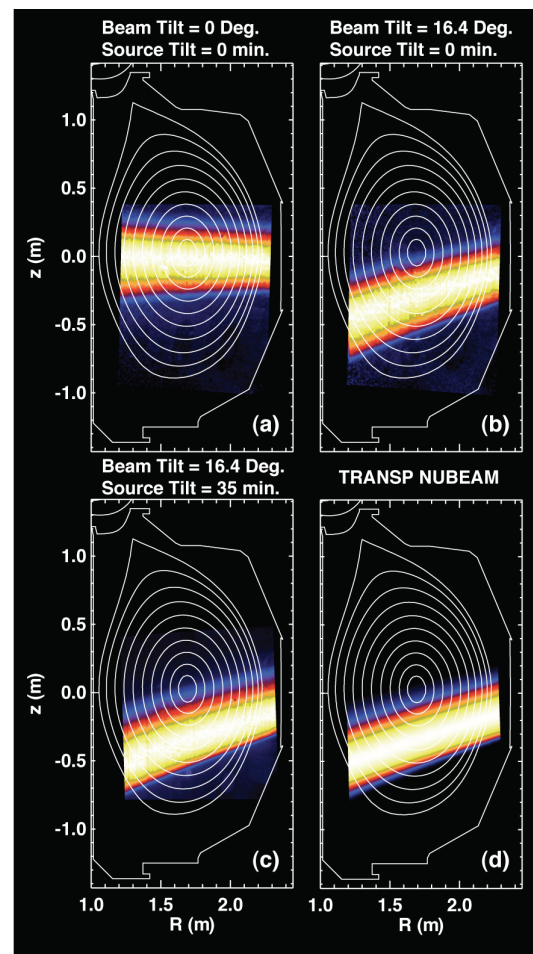 Beam Tilt = 0 Deg.
Source Tilt = 0 min.
Beam Tilt = 16.4 Deg.
Source Tilt = 0 min.
1.0
0.5
0.0
-0.5
-1.0
z (m)
(a)
(b)
Beam Tilt = 16.4 Deg.
Source Tilt = 35 min.
TRANSP NUBEAM
1.0
0.5
0.0
-0.5
-1.0
z (m)
(c)
(d)
1.0 1.5 2.0
1.0 1.5 2.0
R (m)
R (m)